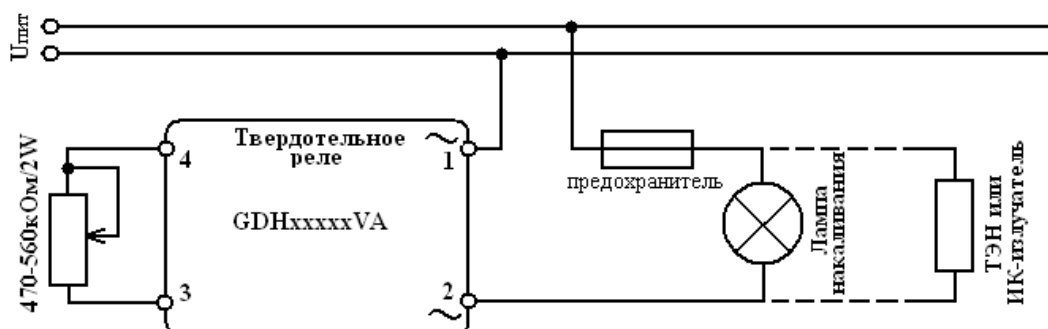 Uпит
470-560кОм/2W
4
3
Твердотельное
реле
GDHxxxxxVA
~
1
2
~
предохранитель
Лампа
накаливания
ТЭН или
ИК-излучатель